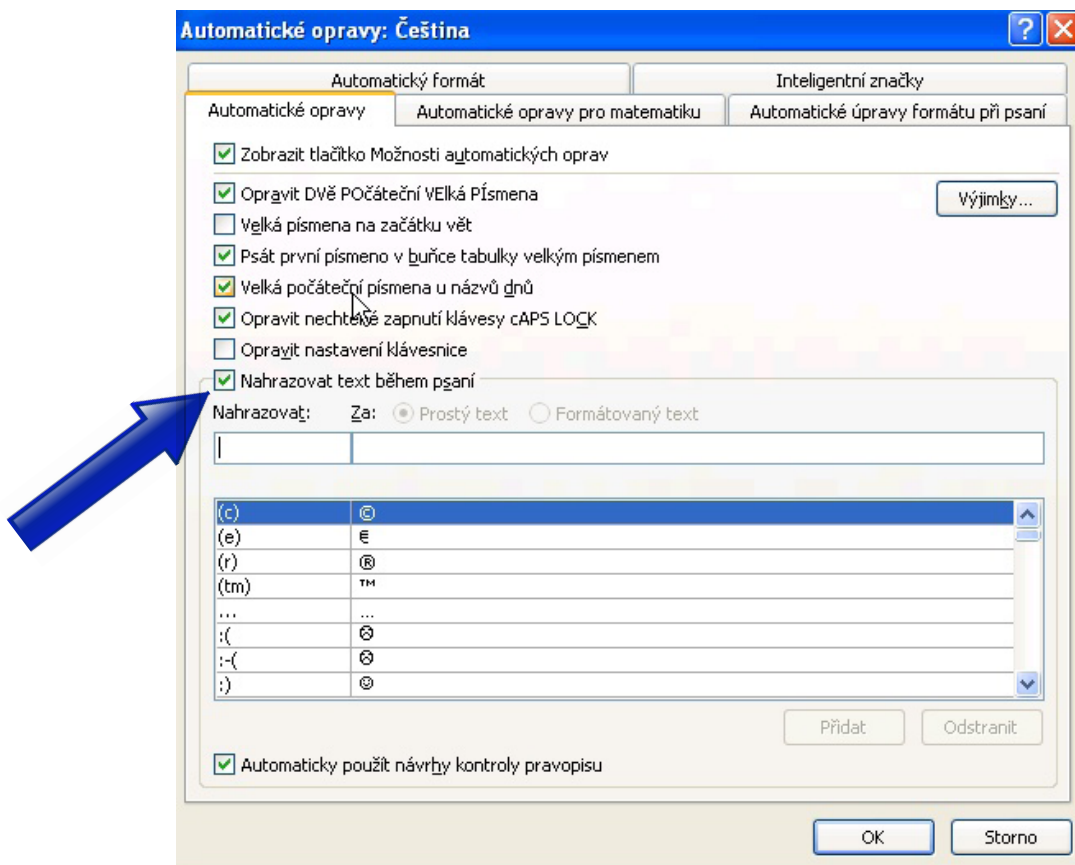 Automatické opravy: Čeština
Automatický formát
Inteligentní značky
Automatické opravy
Automatické opravy pro matematiku
Automatické úpravy formátu při psaní
Zobrazit tlačítko Možnosti automatických oprav
Opravit DVě POčáteční VElká PÍsmena
Výjimky...
Velká písmena na začátku vět
Psát první písmeno v buňce tabulky velkým písmenem
Velká počáteční písmena u názvů dnů
Opravit nechtěné zapnutí klávesy cAPS LOCK
Opravit nastavení klávesnice
Nahrazovat text během psaní
Nahrazovat: Za: Prostý text Formátovaný text
(c) ©
(e) €
(r) ®
(tm) ™
... ...
:( ☹
:-( ☹
:) ☺
Přidat Odstranit
Automaticky použít návrhy kontroly pravopisu
OK Storno